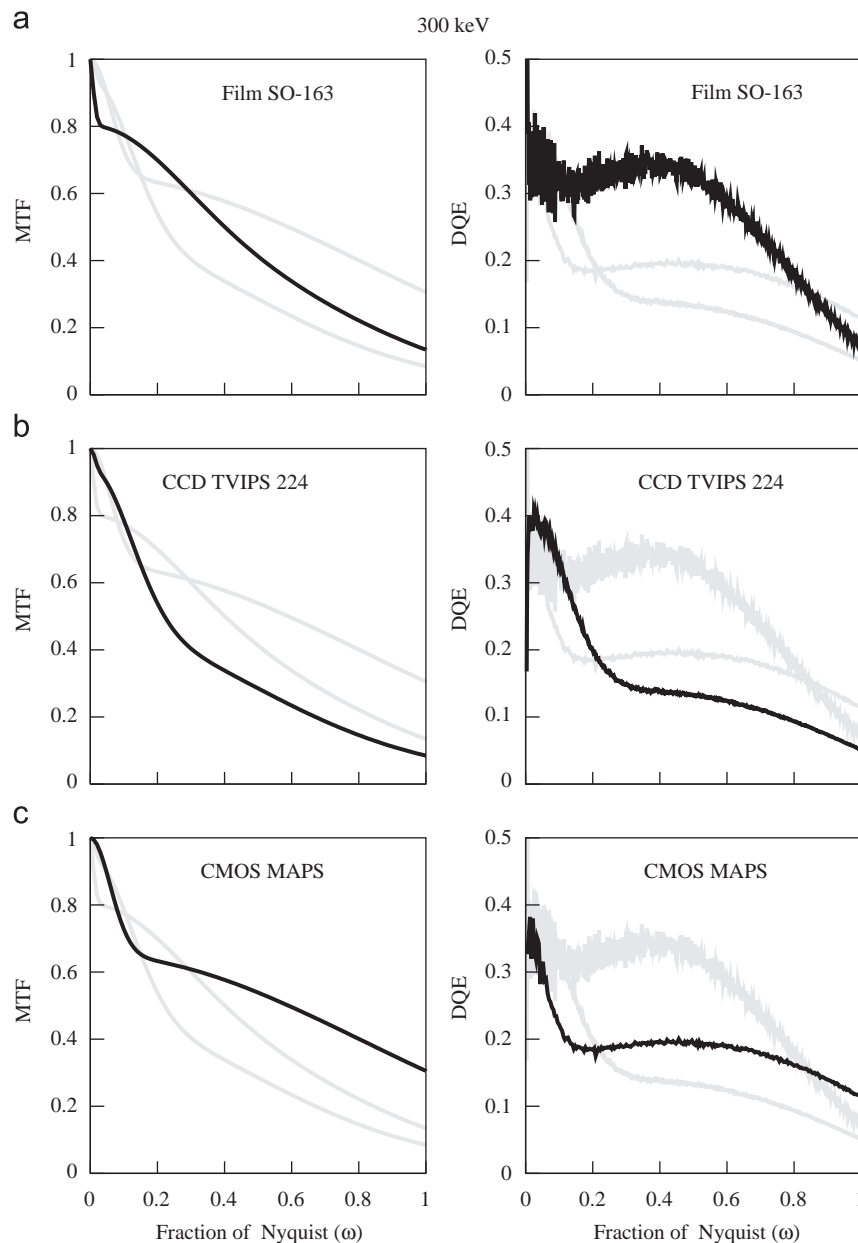 a
300 keV
1
0.8
0.6
0.4
0.2
0
MTF
Film SO-163
0.5
0.4
0.3
0.2
0.1
0
DQE
Film SO-163
b
1
0.8
0.6
0.4
0.2
0
MTF
CCD TVIPS 224
0.5
0.4
0.3
0.2
0.1
0
DQE
CCD TVIPS 224
c
1
0.8
0.6
0.4
0.2
0
MTF
CMOS MAPS
0 0.2 0.4 0.6 0.8 1
Fraction of Nyquist (ω)
0.5
0.4
0.3
0.2
0.1
0
DQE
CMOS MAPS
0 0.2 0.4 0.6 0.8 1
Fraction of Nyquist (ω)